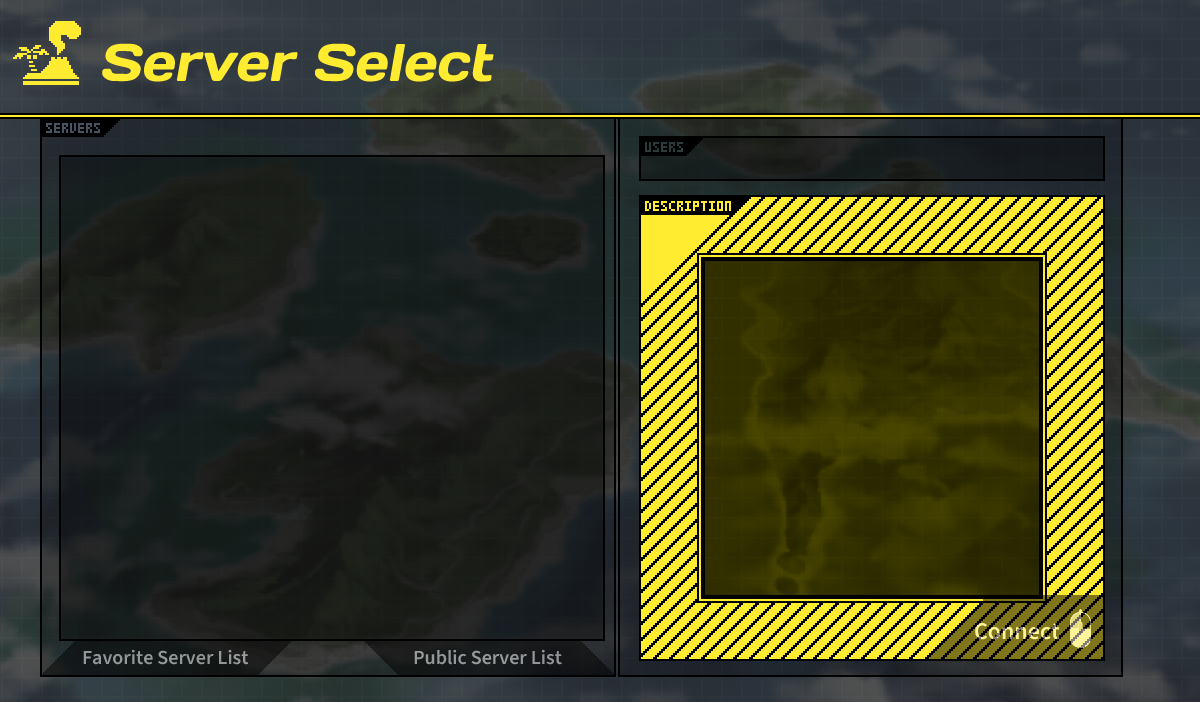 Server Select
SERVERS
USERS
DESCRIPTION
Connect
Favorite Server List
Public Server List